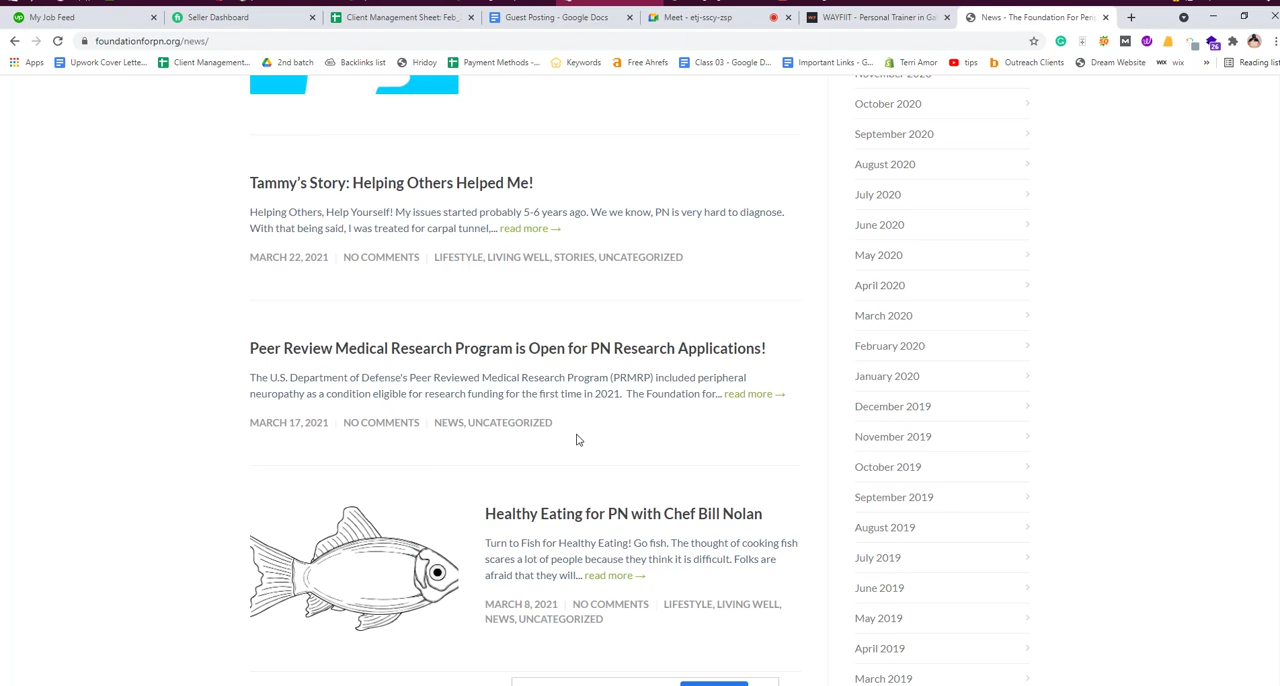 My Job Feed
Seller Dashboard
Client Management Sheet: Feb_
Guest Posting - Google Docs
Meet - etj-sscy-zsp
WAYFIIT - Personal Trainer in Ga
News - The Foundation For Per
foundationforpn.org/news/
Apps
Upwork Cover Lette...
Client Management...
2nd batch
Backlinks list
Hridoy
Payment Methods -...
Keywords
Free Ahrefs
Class 03 - Google D...
Important Links - G...
Terri Amor
tips
Outreach Clients
Dream Website
wix
Reading list
26
November 2020
October 2020
September 2020
August 2020
July 2020
June 2020
May 2020
April 2020
March 2020
February 2020
January 2020
December 2019
November 2019
October 2019
September 2019
August 2019
July 2019
June 2019
May 2019
April 2019
March 2019
Tammy's Story: Helping Others Helped Me!
Helping Others, Help Yourself! My issues started probably 5-6 years ago. We we know, PN is very hard to diagnose.
With that being said, I was treated for carpal tunnel,... read more →
MARCH 22, 2021 | NO COMMENTS | LIFESTYLE, LIVING WELL, STORIES, UNCATEGORIZED
Peer Review Medical Research Program is Open for PN Research Applications!
The U.S. Department of Defense's Peer Reviewed Medical Research Program (PRMRP) included peripheral
neuropathy as a condition eligible for research funding for the first time in 2021. The Foundation for... read more →
MARCH 17, 2021 | NO COMMENTS | NEWS, UNCATEGORIZED
Healthy Eating for PN with Chef Bill Nolan
Turn to Fish for Healthy Eating! Go fish. The thought of cooking fish
scares a lot of people because they think it is difficult. Folks are
afraid that they will... read more →
MARCH 8, 2021 | NO COMMENTS | LIFESTYLE, LIVING WELL,
NEWS, UNCATEGORIZED